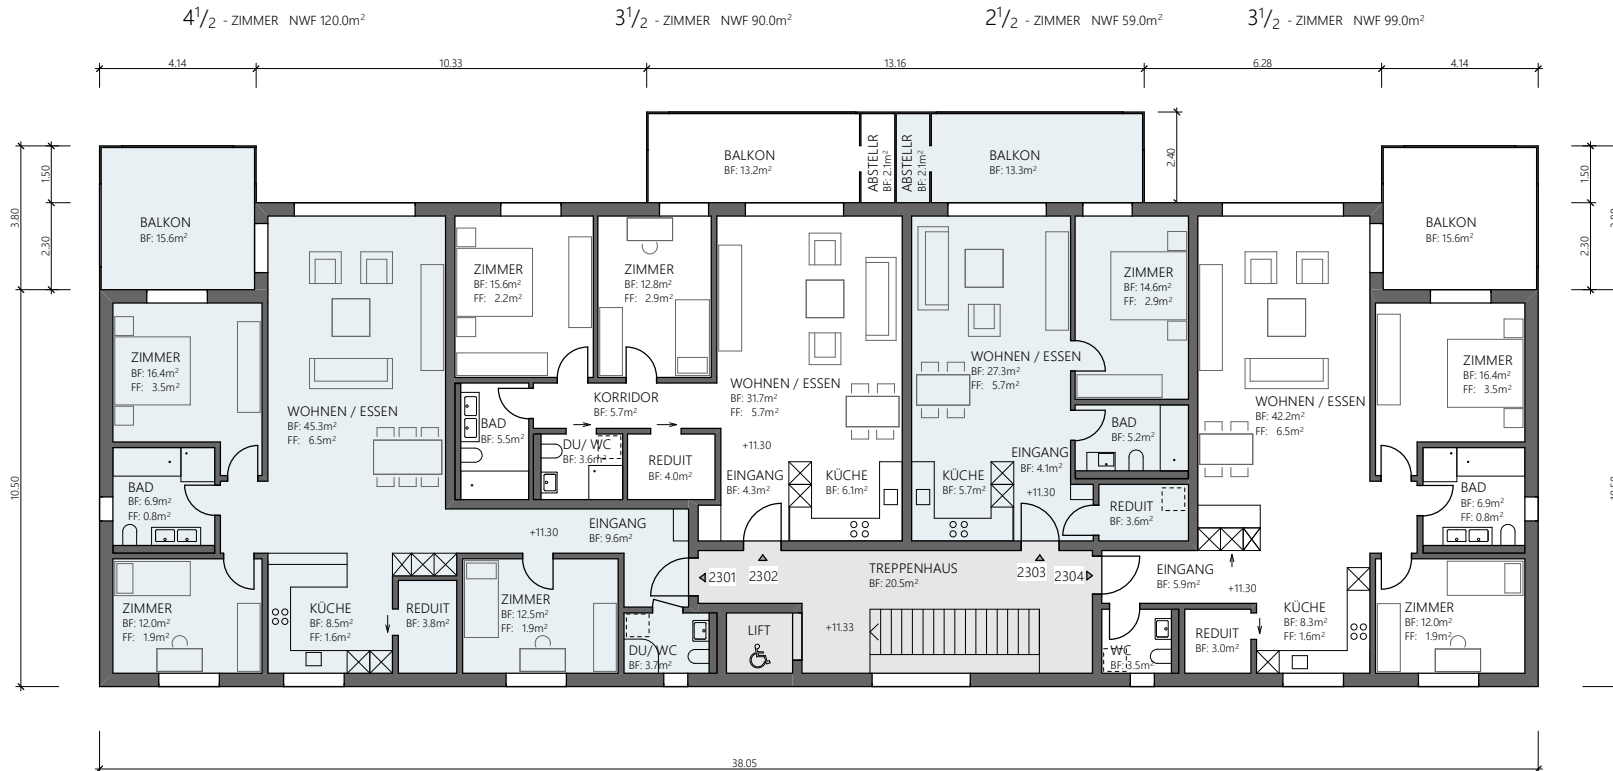 4 1/2 - ZIMMER NWF 120.0m²
3 1/2 - ZIMMER NWF 90.0m²
2 1/2 - ZIMMER NWF 59.0m²
3 1/2 - ZIMMER NWF 99.0m²
4.14
10.33
13.16
6.28
4.14
3.80
1.50
2.30
10.50
2.40
1.50
2.30
BALKON
BF: 15.6m²
BALKON
BF: 13.2m²
ABSTELLR
BF: 2.1m²
ABSTELLR
BF: 2.1m²
BALKON
BF: 13.3m²
BALKON
BF: 15.6m²
ZIMMER
BF: 16.4m²
FF: 3.5m²
WOHNEN / ESSEN
BF: 45.3m²
FF: 6.5m²
BAD
BF: 6.9m²
FF: 0.8m²
ZIMMER
BF: 12.0m²
FF: 1.9m²
KÜCHE
BF: 8.5m²
FF: 1.6m²
REDUIT
BF: 3.8m²
ZIMMER
BF: 12.5m²
FF: 1.9m²
+11.30
EINGANG
BF: 9.6m²
DU/ WC
BF: 3.7m²
ZIMMER
BF: 15.6m²
FF: 2.2m²
ZIMMER
BF: 12.8m²
FF: 2.9m²
KORRIDOR
BF: 5.7m²
BAD
BF: 5.5m²
DU/ WC
BF: 3.6m²
REDUIT
BF: 4.0m²
WOHNEN / ESSEN
BF: 31.7m²
FF: 5.7m²
+11.30
EINGANG
BF: 4.3m²
KÜCHE
BF: 6.1m²
WOHNEN / ESSEN
BF: 27.3m²
FF: 5.7m²
ZIMMER
BF: 14.6m²
FF: 2.9m²
BAD
BF: 5.2m²
KÜCHE
BF: 5.7m²
EINGANG
BF: 4.1m²
+11.30
REDUIT
BF: 3.6m²
2301
2302
TREPPENHAUS
BF: 20.5m²
2303
2304
LIFT
+11.33
WOHNEN / ESSEN
BF: 42.2m²
FF: 6.5m²
ZIMMER
BF: 16.4m²
FF: 3.5m²
BAD
BF: 6.9m²
FF: 0.8m²
EINGANG
BF: 5.9m²
+11.30
WC
BF: 3.5m²
REDUIT
BF: 3.0m²
KÜCHE
BF: 8.3m²
FF: 1.6m²
ZIMMER
BF: 12.0m²
FF: 1.9m²
38.05